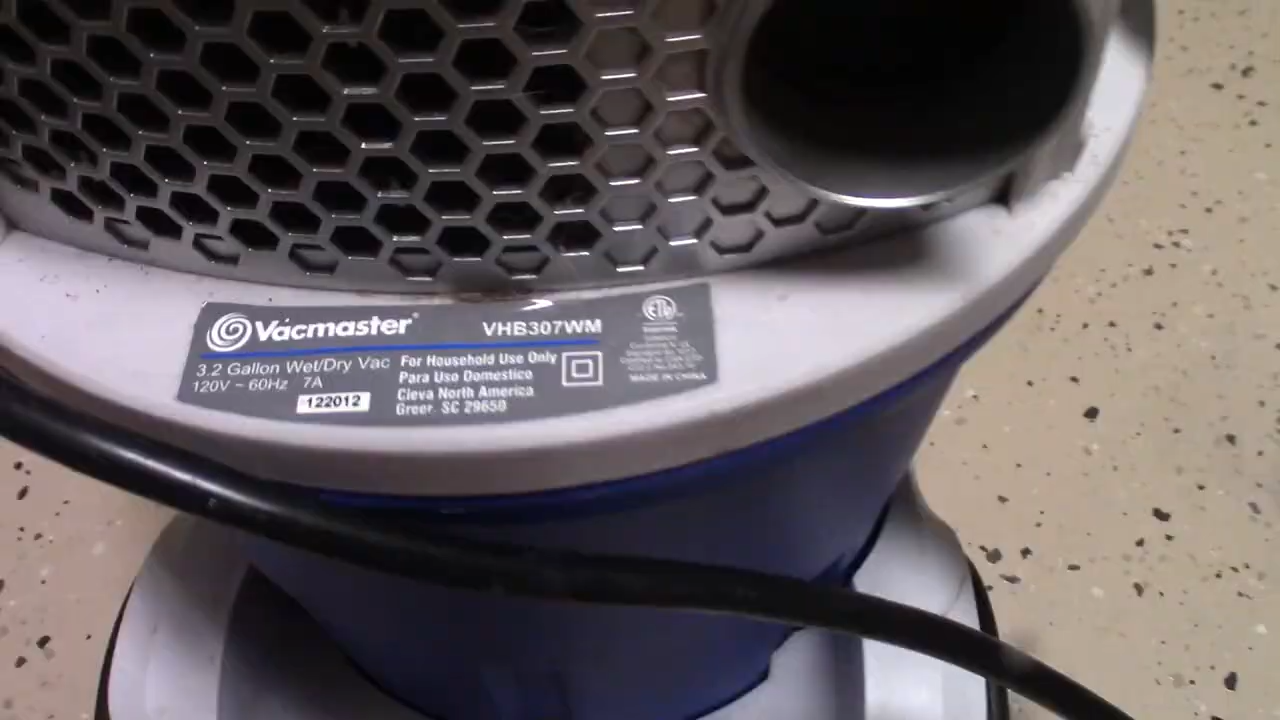 Vacmaster® VHB307WM
3.2 Gallon Wet/Dry Vac
120V ~ 60Hz 7A
122012
For Household Use Only
Para Uso Domestico
Cleva North America
Greer, SC 29650
ETL
MADE IN CHINA